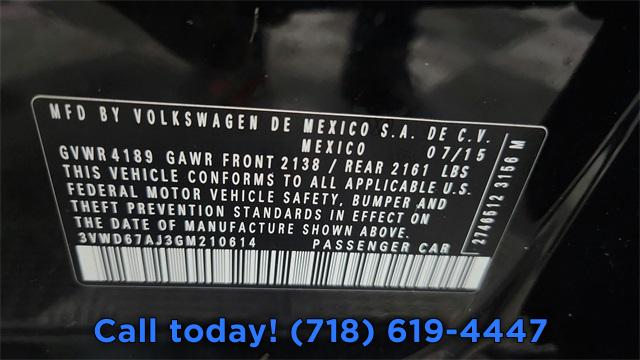 MFD BY VOLKSWAGEN DE MEXICO S.A. DE C.V.
MEXICO 07/15
GVWR 4189 GAWR FRONT 2138 / REAR 2161 LBS
THIS VEHICLE CONFORMS TO ALL APPLICABLE U.S.
FEDERAL MOTOR VEHICLE SAFETY, BUMPER AND
THEFT PREVENTION STANDARDS IN EFFECT ON
THE DATE OF MANUFACTURE SHOWN ABOVE.
3VWD67AJ3GM210614 PASSENGER CAR
2746512 3156 M
Call today! (718) 619-4447